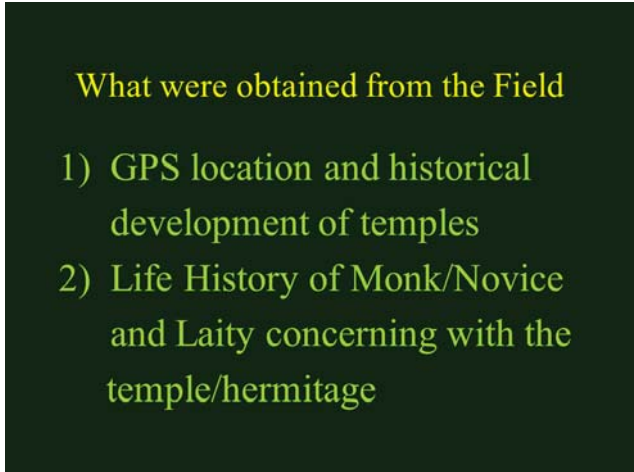 What were obtained from the Field
1) GPS location and historical
development of temples
2) Life History of Monk/Novice
and Laity concerning with the
temple/hermitage